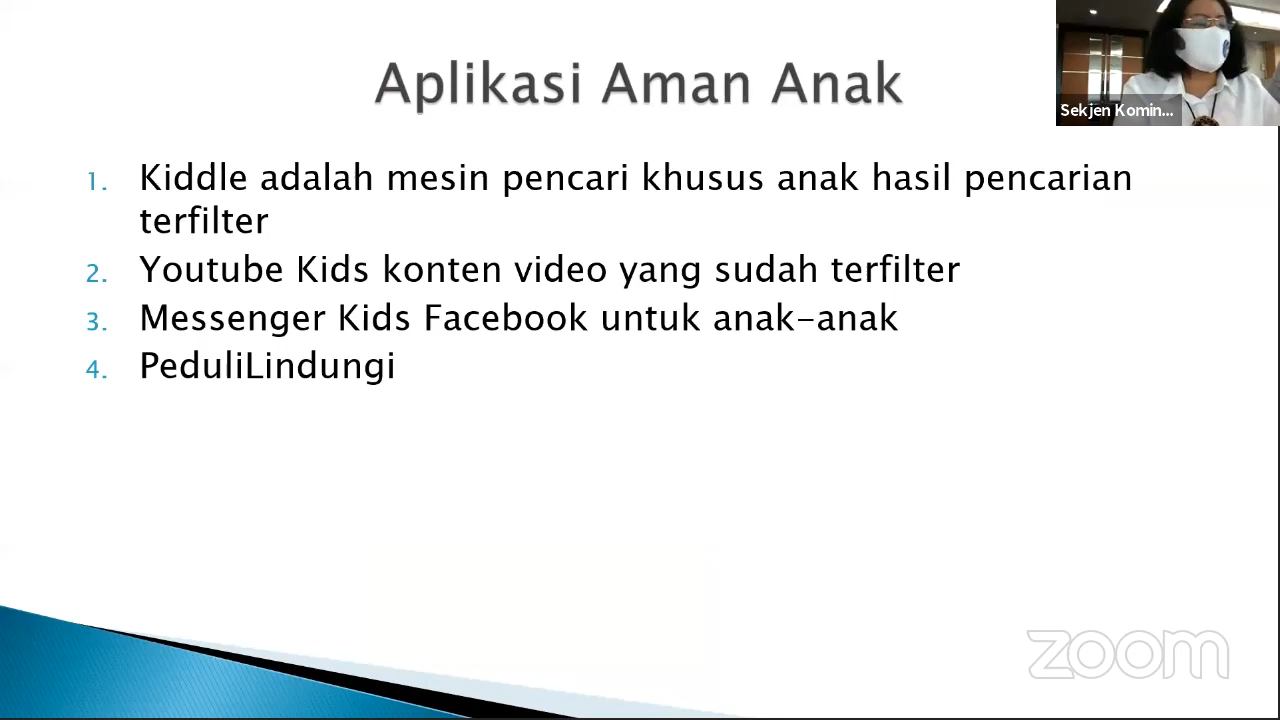 Aplikasi Aman Anak
Sekjen Komin...
1. Kiddle adalah mesin pencari khusus anak hasil pencarian
terfilter
2. Youtube Kids konten video yang sudah terfilter
3. Messenger Kids Facebook untuk anak-anak
4. PeduliLindungi
zoom